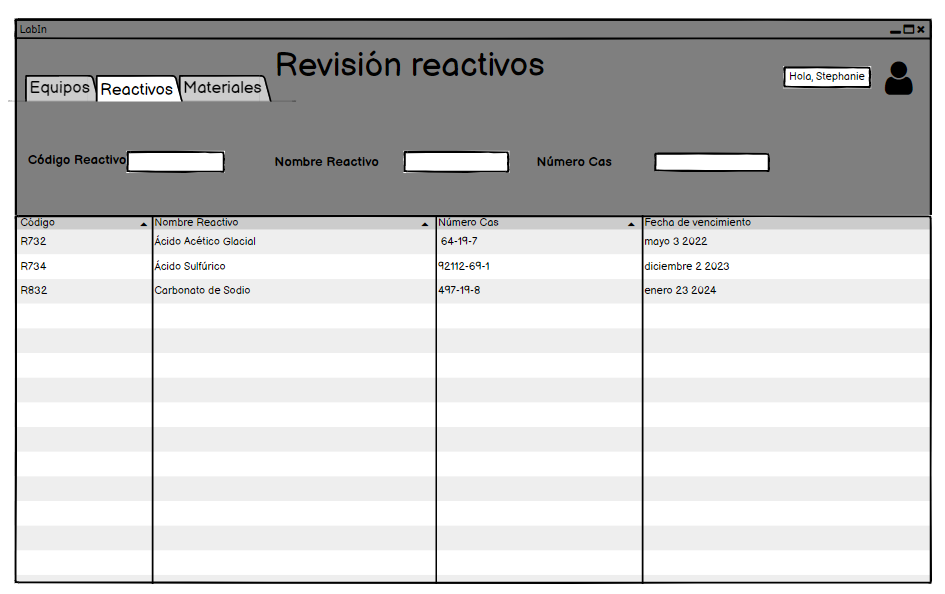 LabIn
Revisión reactivos
Equipos Reactivos Materiales
Hola, Stephanie
Código Reactivo Nombre Reactivo Número Cas
Código Nombre Reactivo Número Cas Fecha de vencimiento
R732 Ácido Acético Glacial 64-19-7 mayo 3 2022
R734 Ácido Sulfúrico 92112-69-1 diciembre 2 2023
R832 Carbonato de Sodio 497-19-8 enero 23 2024